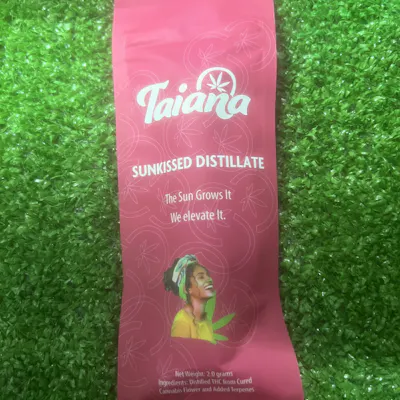 Taiana
SUNKISSED DISTILLATE
The Sun Grows It
We elevate It.
Net Weight: 2.0 grams
Ingredients: Distilled THC from Cured
Cannabis Flower and Added Terpenes